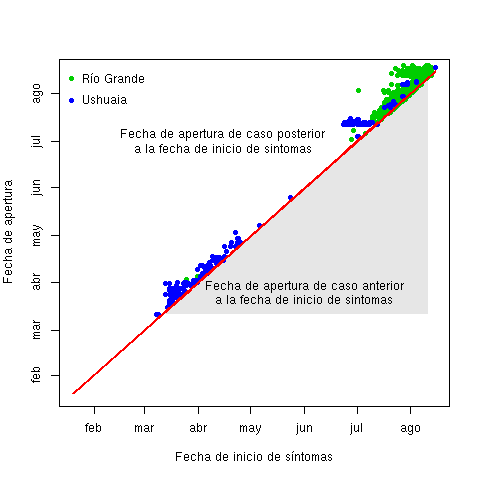 Río Grande
Ushuaia
Fecha de apertura de caso posterior
a la fecha de inicio de sintomas
Fecha de apertura de caso anterior
a la fecha de inicio de sintomas
Fecha de apertura
ago
jul
jun
may
abr
mar
feb
feb
mar
abr
may
jun
jul
ago
Fecha de inicio de síntomas